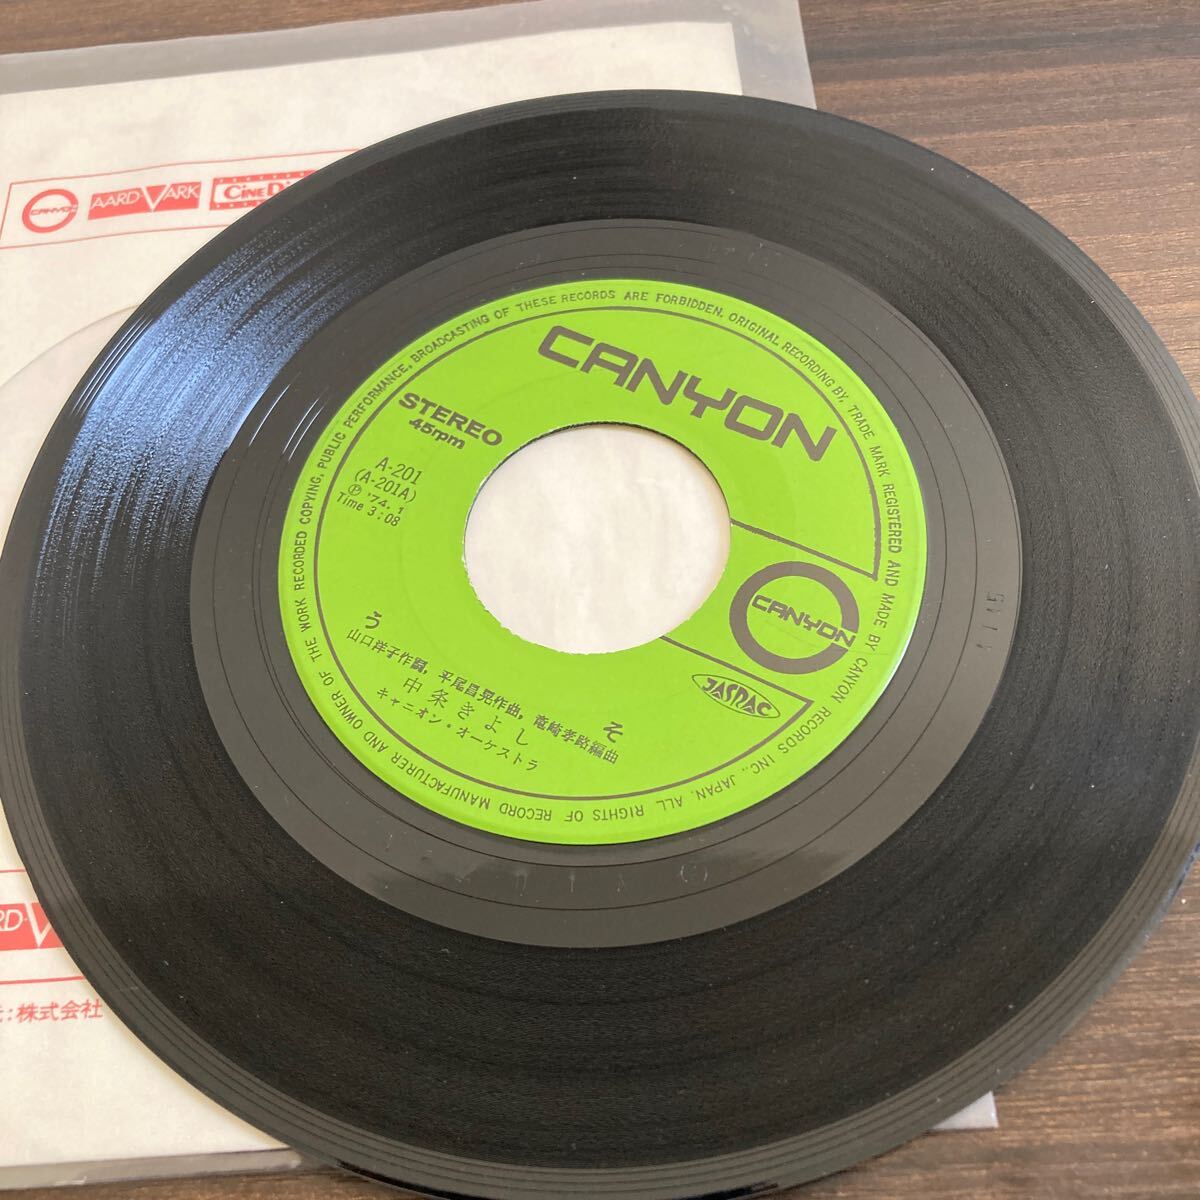 CANYON AARDVARK CINE D
CANYON
STEREO
45rpm
A-201
(A-201A)
Ⓟ '74.1
Time 3:08
CANYON
うそ
山口洋子作詞, 平尾昌晃作曲, 竜崎孝路編曲
中条きよし
キャニオン・オーケストラ
JASRAC
ORIGINAL RECORDING BY, TRADE MARK REGISTERED AND MADE BY CANYON RECORDS INC., JAPAN. ALL RIGHTS OF RECORD MANUFACTURER AND OWNER OF THE WORK RECORDED COPYING, PUBLIC PERFORMANCE, BROADCASTING OF THESE RECORDS ARE FORBIDDEN.
RD VA
:株式会社